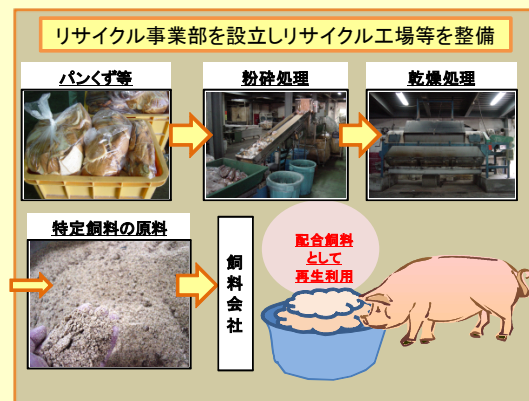 リサイクル事業部を設立しリサイクル工場等を整備
パンくず等
粉砕処理
乾燥処理
特定飼料の原料
飼料会社
配合飼料
として
再生利用